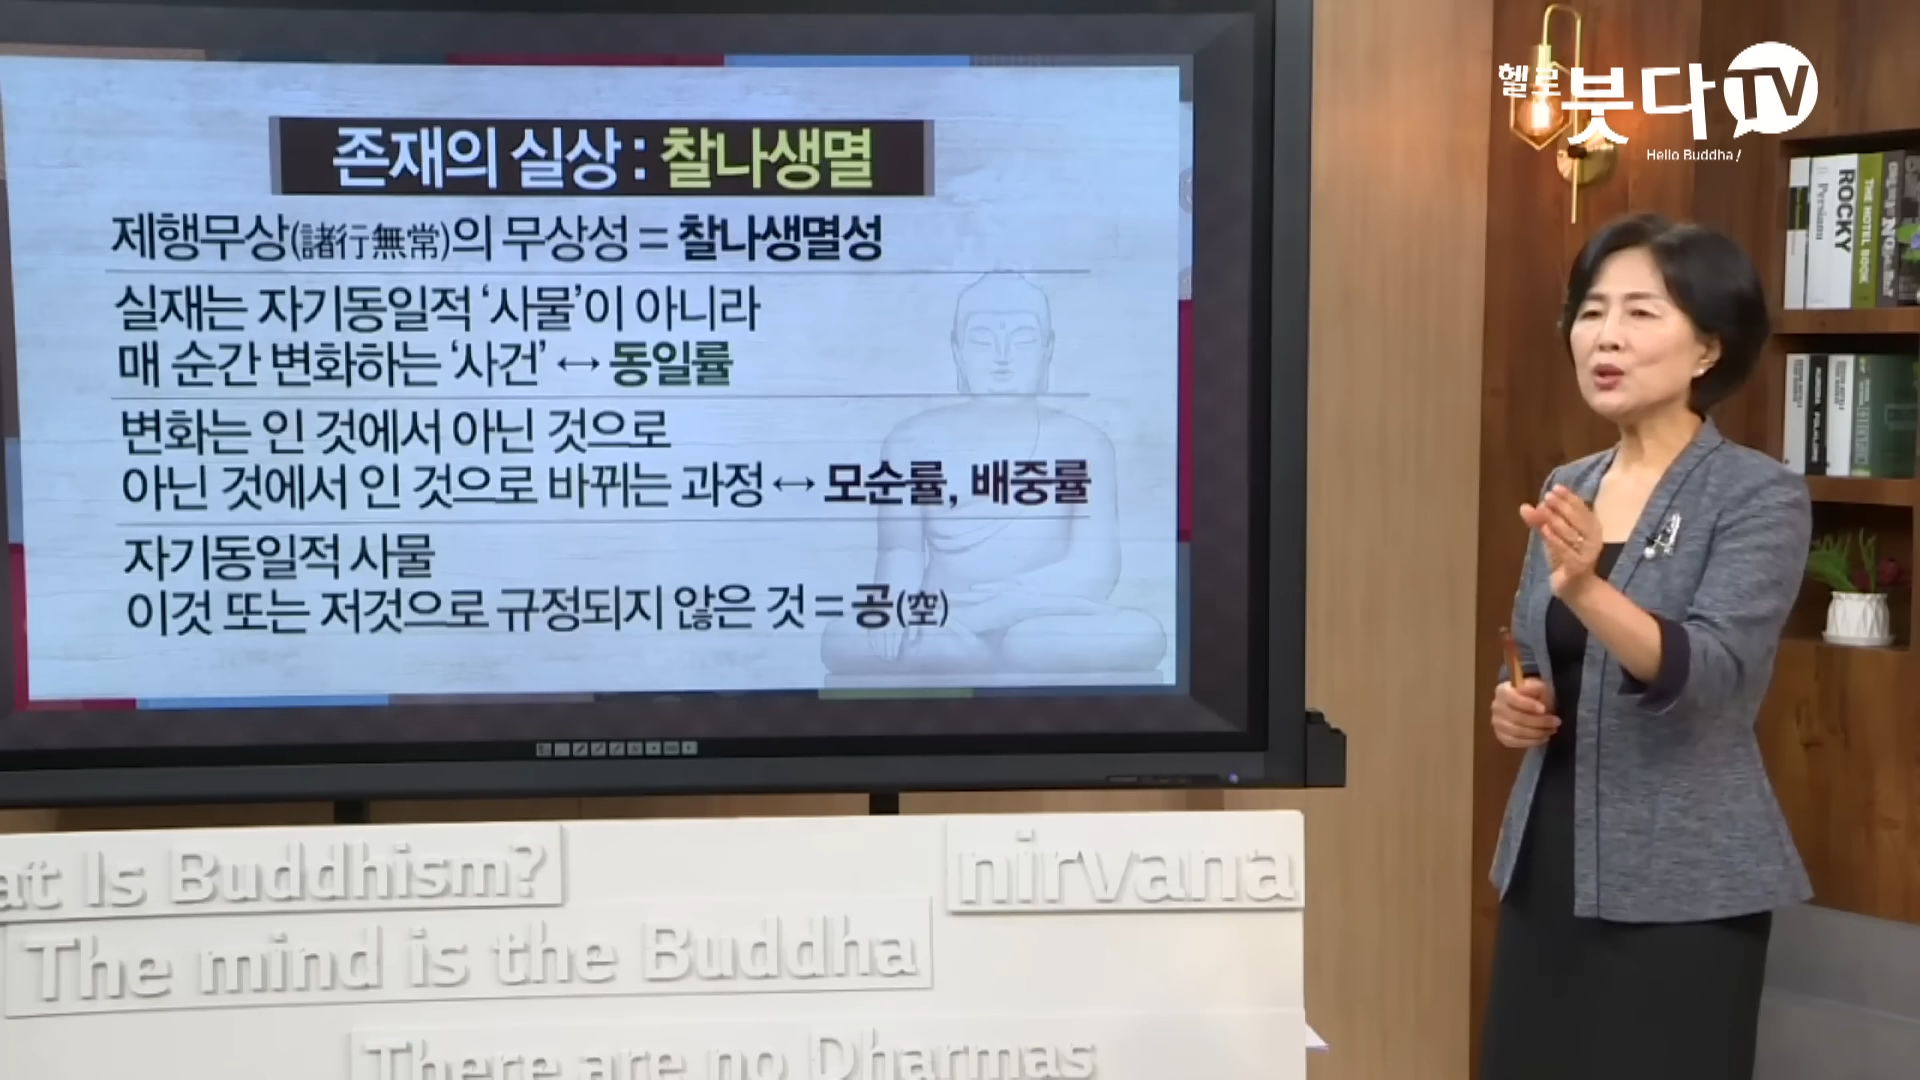 헬로 붓다 TV
Hello Buddha!
존재의 실상 : 찰나생멸
제행무상(諸行無常)의 무상성 = 찰나생멸성
실재는 자기동일적 ‘사물’이 아니라
매 순간 변화하는 ‘사건’ ↔ 동일률
변화는 인 것에서 아닌 것으로
아닌 것에서 인 것으로 바뀌는 과정 ↔ 모순률, 배중률
자기동일적 사물
이것 또는 저것으로 규정되지 않은 것 = 공(空)
ROCKY
THE HOTEL BOOK
at Is Buddhism?
nirvana
The mind is the Buddha
There are no Dharmas